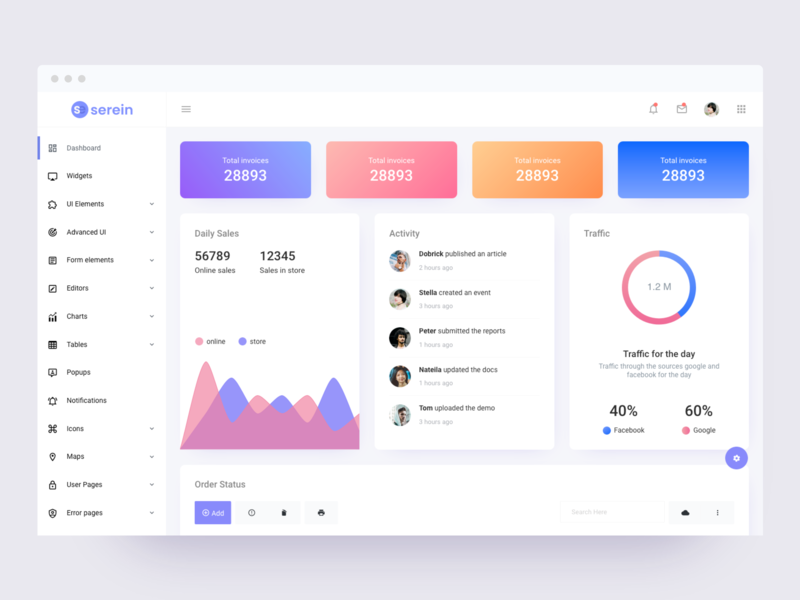 serein
Dashboard
Widgets
UI Elements
Advanced UI
Form elements
Editors
Charts
Tables
Popups
Notifications
Icons
Maps
User Pages
Error pages
Total invoices
28893
Total invoices
28893
Total invoices
28893
Total invoices
28893
Daily Sales
56789
Online sales
12345
Sales in store
online
store
Activity
Dobrick published an article
2 hours ago
Stella created an event
3 hours ago
Peter submitted the reports
1 hours ago
Nateila updated the docs
1 hours ago
Tom uploaded the demo
3 hours ago
Traffic
1.2 M
Traffic for the day
Traffic through the sources google and
facebook for the day
40%
Facebook
60%
Google
Order Status
Add
Search Here